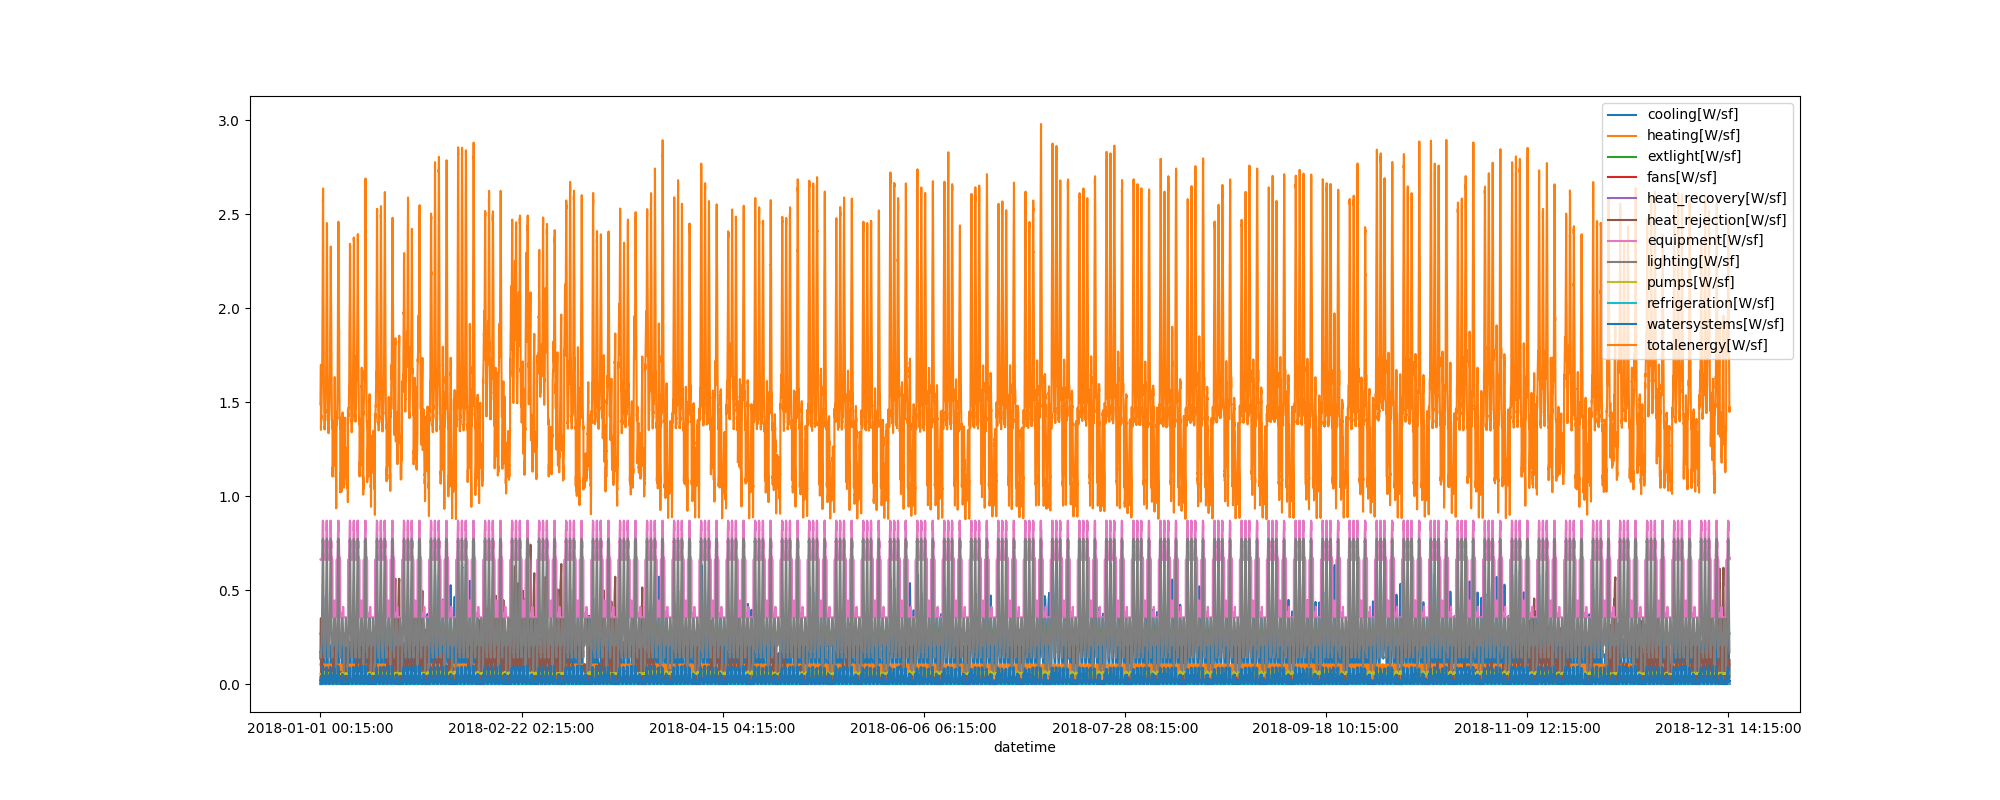 3.0
2.5
2.0
1.5
1.0
0.5
0.0
cooling[W/sf]
heating[W/sf]
extlight[W/sf]
fans[W/sf]
heat_recovery[W/sf]
heat_rejection[W/sf]
equipment[W/sf]
lighting[W/sf]
pumps[W/sf]
refrigeration[W/sf]
watersystems[W/sf]
totalenergy[W/sf]
2018-01-01 00:15:00 2018-02-22 02:15:00 2018-04-15 04:15:00 2018-06-06 06:15:00 2018-07-28 08:15:00 2018-09-18 10:15:00 2018-11-09 12:15:00 2018-12-31 14:15:00
datetime